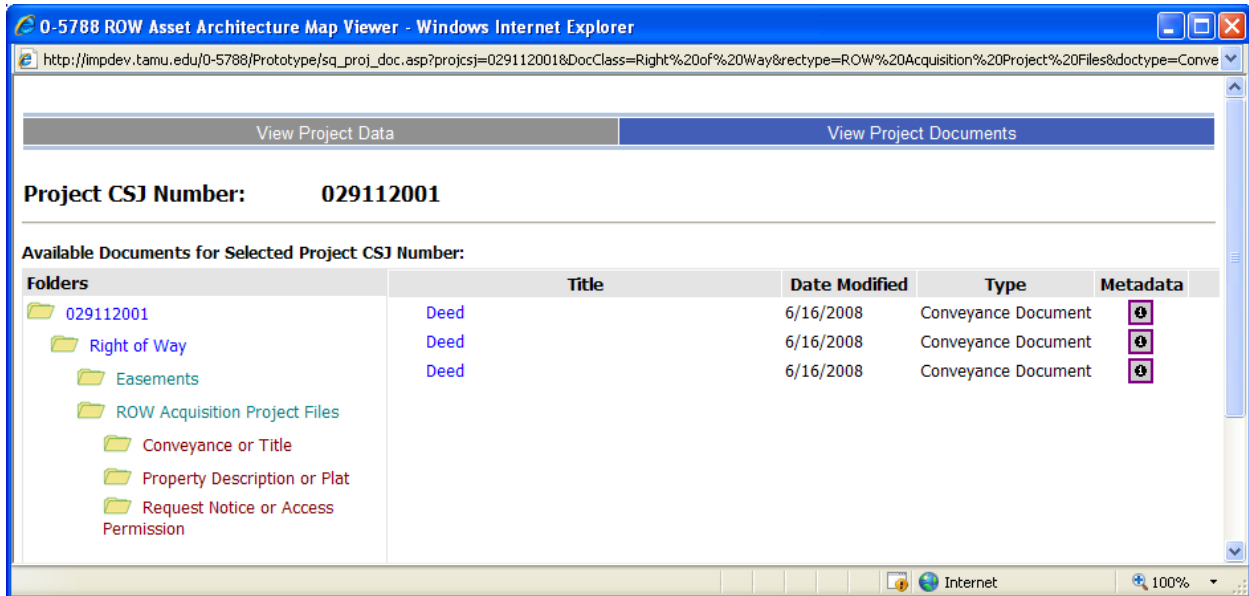 0-5788 ROW Asset Architecture Map Viewer - Windows Internet Explorer
http://impdev.tamu.edu/0-5788/Prototype/sq_proj_doc.asp?projcsj=029112001&DocClass=Right%20of%20Way&rectype=ROW%20Acquisition%20Project%20Files&doctype=Conve
View Project Data View Project Documents
Project CSJ Number: 029112001
Available Documents for Selected Project CSJ Number:
Folders Title Date Modified Type Metadata
029112001 Deed 6/16/2008 Conveyance Document
Right of Way Deed 6/16/2008 Conveyance Document
Easements Deed 6/16/2008 Conveyance Document
ROW Acquisition Project Files
Conveyance or Title
Property Description or Plat
Request Notice or Access
Permission
Internet 100%